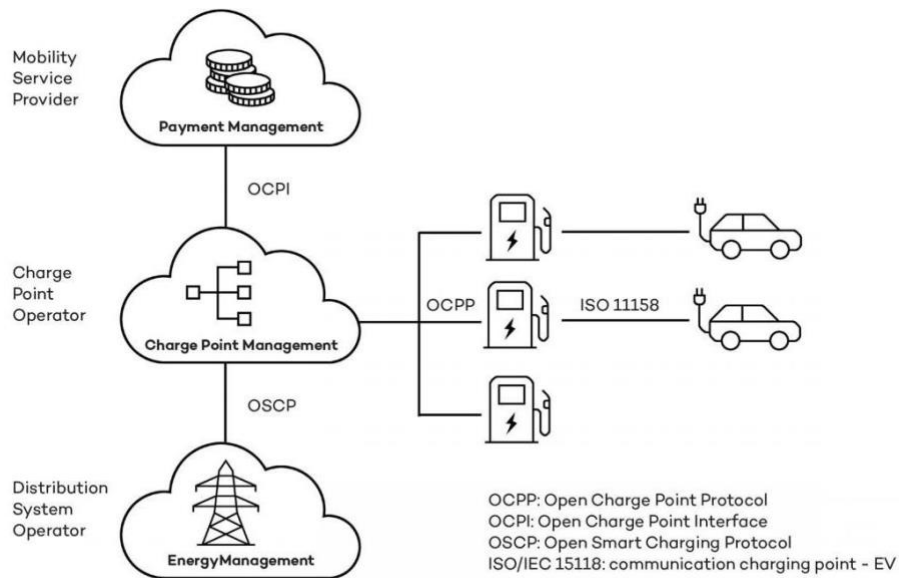 Mobility
Service
Provider
Payment Management
OCPI
Charge
Point
Operator
Charge Point Management
OCPP
ISO 11158
OSCP
Distribution
System
Operator
EnergyManagement
OCPP: Open Charge Point Protocol
OCPI: Open Charge Point Interface
OSCP: Open Smart Charging Protocol
ISO/IEC 15118: communication charging point - EV